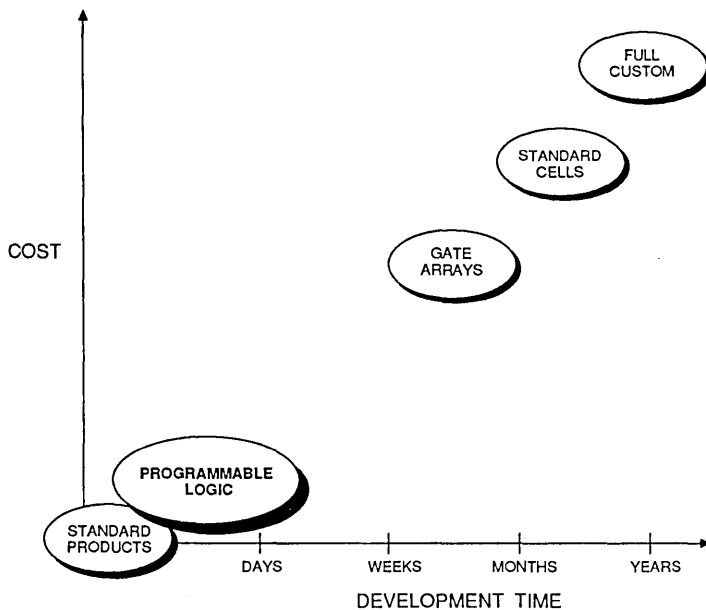 FULL
CUSTOM
STANDARD
CELLS
COST
GATE
ARRAYS
PROGRAMMABLE
LOGIC
STANDARD
PRODUCTS
DAYS
WEEKS
MONTHS
YEARS
DEVELOPMENT TIME